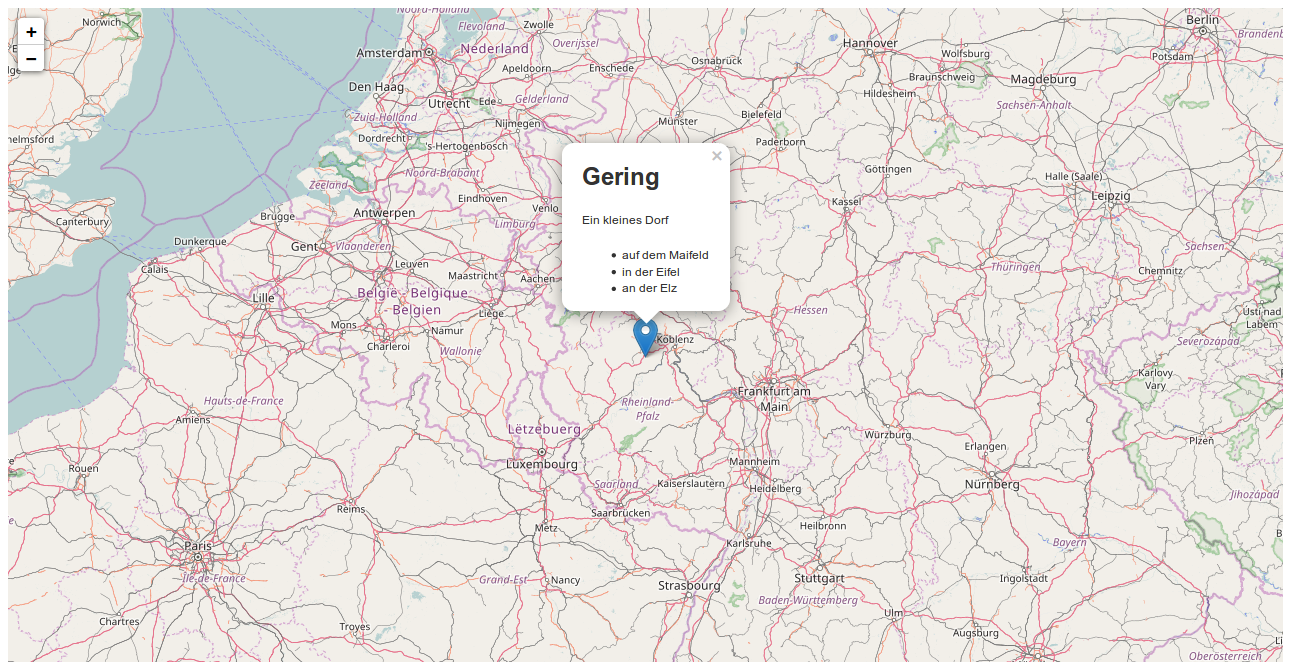 Noord-Holland
Norwich
Flevoland
Zwolle
Berlin
+
−
Amsterdam
Nederland
Overijssel
Hannover
Wolfsburg
Brandenb
Potsdam
Apeldoorn
Enschede
Osnabrück
Braunschweig
Magdeburg
Den Haag
Utrecht
Ede
Gelderland
Hildesheim
Sachsen-Anhalt
Zuid-Holland
Nijmegen
Münster
Bielefeld
helmsford
Dordrecht
's-Hertogenbosch
Paderborn
Noord-Brabant
Göttingen
Halle (Saale)
Zeeland
Eindhoven
Venlo
Kassel
Leipzig
Canterbury
Brugge
Antwerpen
Limburg
Gering
×
Ein kleines Dorf
auf dem Maifeld
in der Eifel
an der Elz
Dunkerque
Gent
Vlaanderen
Sachsen
Calais
Leuven
Maastricht
Aachen
Thüringen
Chemnitz
Lille
België - Belgique
- Belgien
Liège
Hessen
Ústí nad
Labem
Mons
Namur
Charleroi
Wallonie
Koblenz
Severozápad
Karlovy
Vary
Hauts-de-France
Amiens
Rheinland-
Pfalz
Frankfurt am
Main
Lëtzebuerg
Luxembourg
Würzburg
Erlangen
Plzeň
Rouen
Mannheim
Saarland
Kaiserslautern
Heidelberg
Nürnberg
Jihozápad
Reims
Saarbrücken
Metz
Heilbronn
Karlsruhe
Bayern
Paris
Île-de-France
Grand-Est
Nancy
Strasbourg
Stuttgart
Ingolstadt
Baden-Württemberg
Chartres
Troyes
Ulm
Augsburg
Oberösterreich